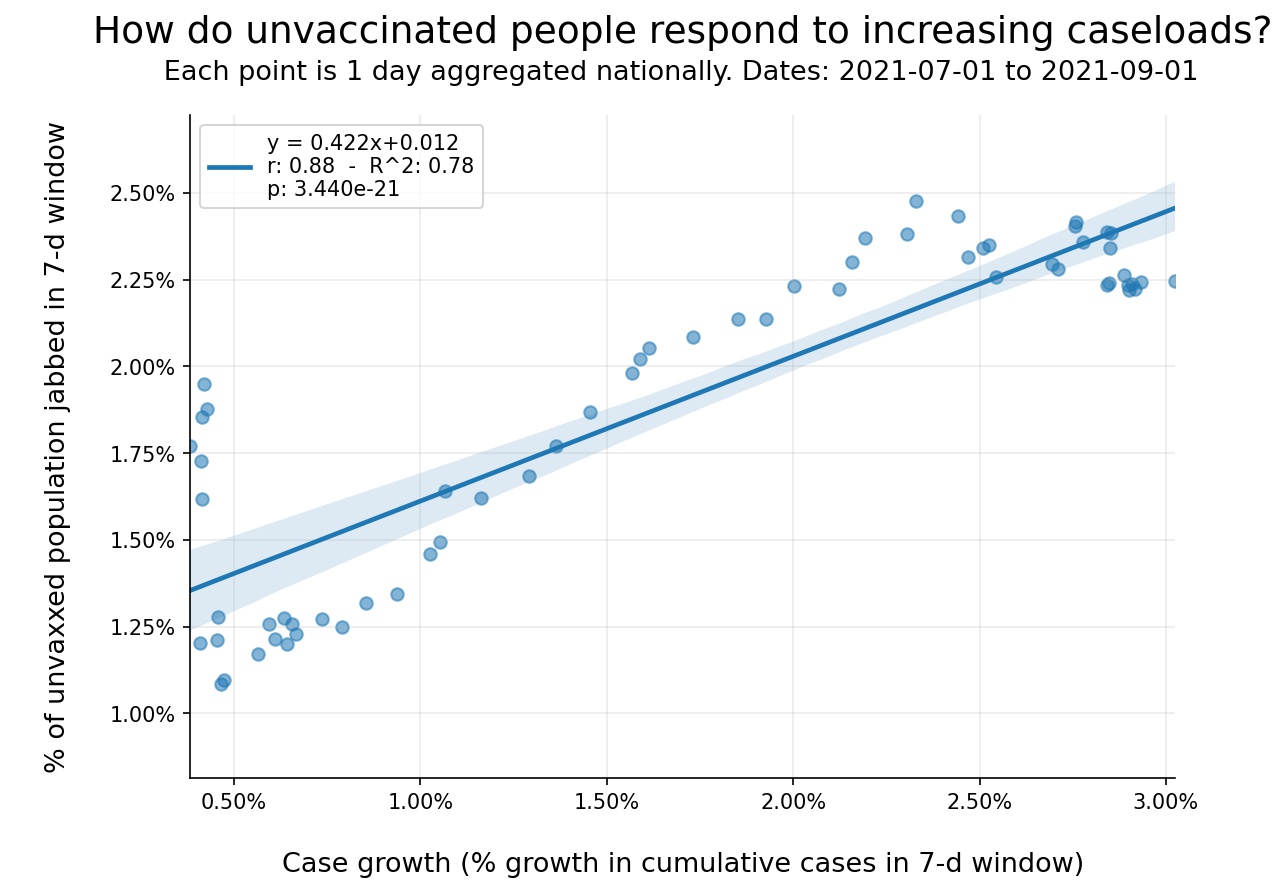 How do unvaccinated people respond to increasing caseloads?
Each point is 1 day aggregated nationally. Dates: 2021-07-01 to 2021-09-01
y = 0.422x+0.012
r: 0.88 - R^2: 0.78
p: 3.440e-21
% of unvaxxed population jabbed in 7-d window
2.50%
2.25%
2.00%
1.75%
1.50%
1.25%
1.00%
0.50% 1.00% 1.50% 2.00% 2.50% 3.00%
Case growth (% growth in cumulative cases in 7-d window)